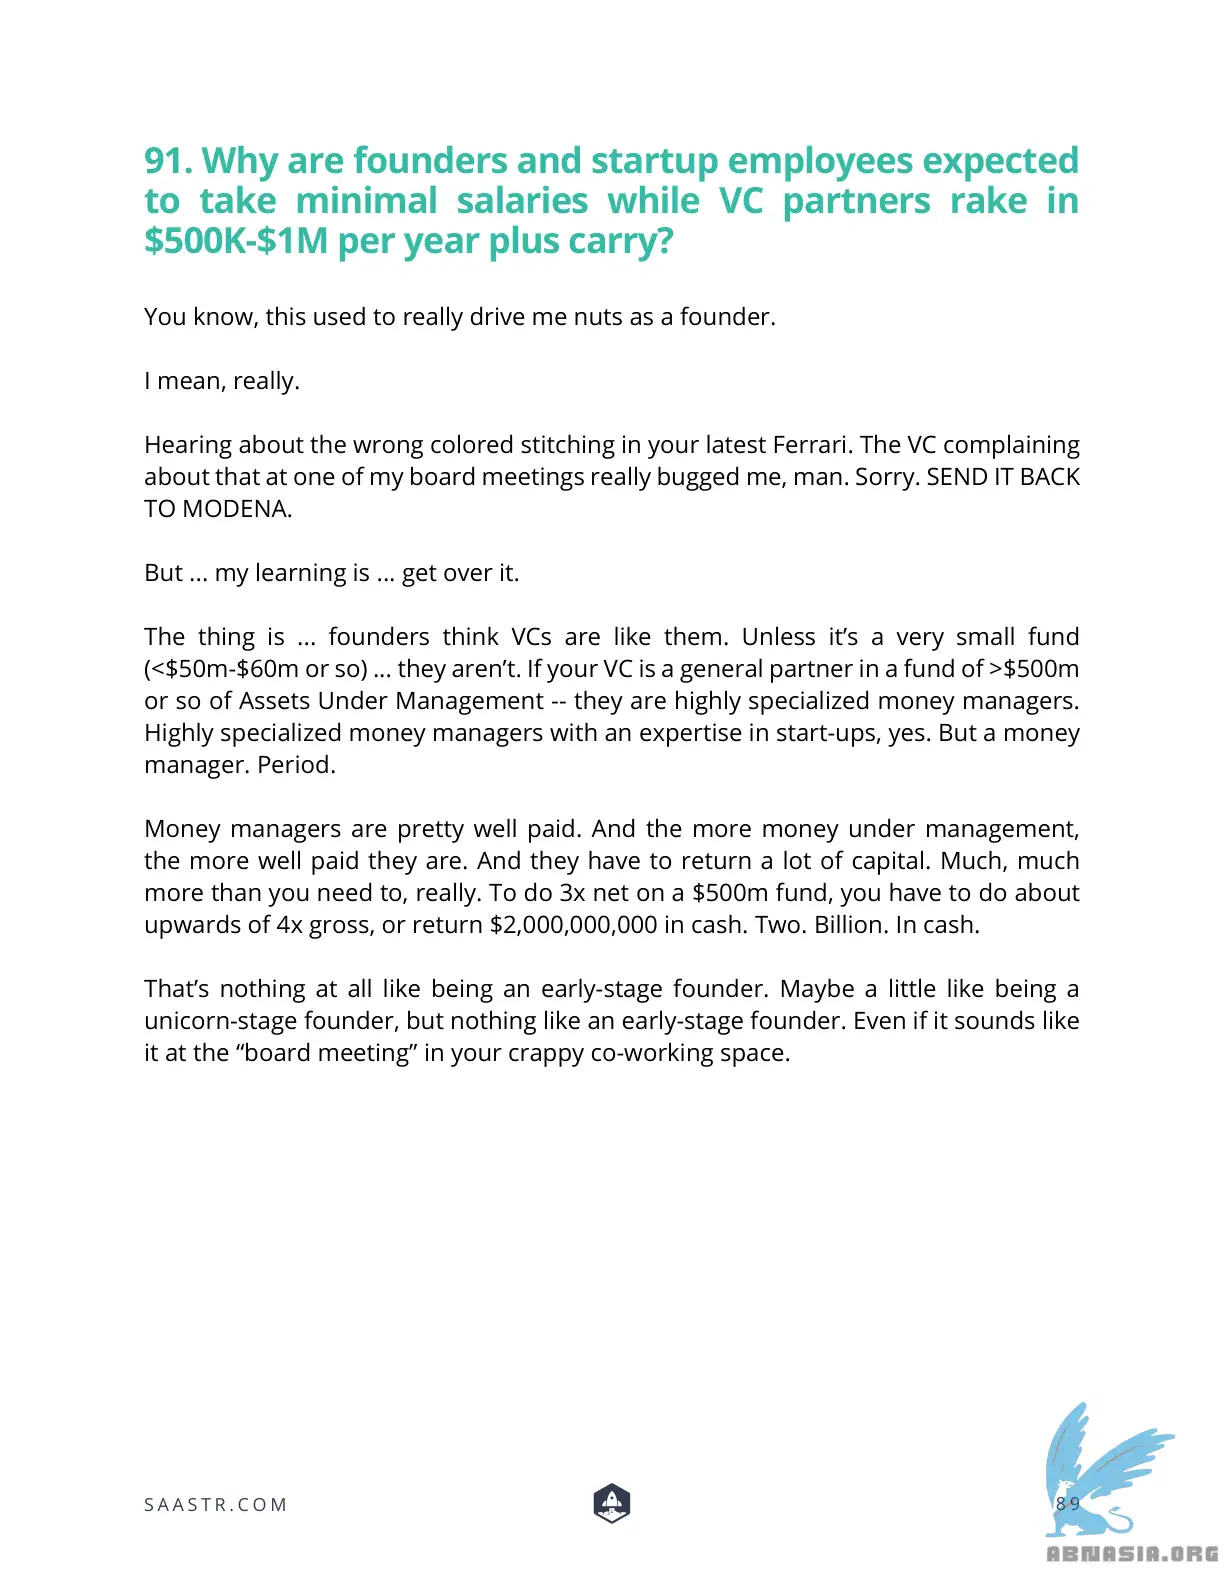 91. Why are founders and startup employees expected
to take minimal salaries while VC partners rake in
$500K-$1M per year plus carry?
You know, this used to really drive me nuts as a founder.
I mean, really.
Hearing about the wrong colored stitching in your latest Ferrari. The VC complaining
about that at one of my board meetings really bugged me, man. Sorry. SEND IT BACK
TO MODENA.
But ... my learning is ... get over it.
The thing is ... founders think VCs are like them. Unless it’s a very small fund
(<$50m-$60m or so) ... they aren’t. If your VC is a general partner in a fund of >$500m
or so of Assets Under Management -- they are highly specialized money managers.
Highly specialized money managers with an expertise in start-ups, yes. But a money
manager. Period.
Money managers are pretty well paid. And the more money under management,
the more well paid they are. And they have to return a lot of capital. Much, much
more than you need to, really. To do 3x net on a $500m fund, you have to do about
upwards of 4x gross, or return $2,000,000,000 in cash. Two. Billion. In cash.
That’s nothing at all like being an early-stage founder. Maybe a little like being a
unicorn-stage founder, but nothing like an early-stage founder. Even if it sounds like
it at the “board meeting” in your crappy co-working space.
SAASTR.COM
89
ABNASIA.ORG